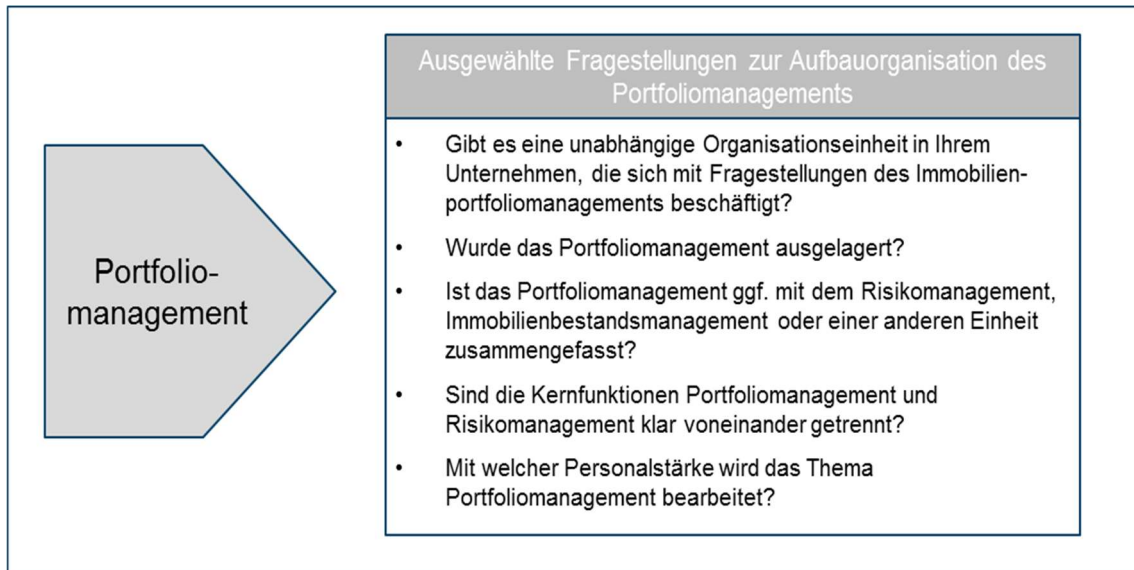 Ausgewählte Fragestellungen zur Aufbauorganisation des
Portfoliomanagements
Portfolio-
management
• Gibt es eine unabhängige Organisationseinheit in Ihrem
Unternehmen, die sich mit Fragestellungen des Immobilien-
portfoliomanagements beschäftigt?
• Wurde das Portfoliomanagement ausgelagert?
• Ist das Portfoliomanagement ggf. mit dem Risikomanagement,
Immobilienbestandsmanagement oder einer anderen Einheit
zusammengefasst?
• Sind die Kernfunktionen Portfoliomanagement und
Risikomanagement klar voneinander getrennt?
• Mit welcher Personalstärke wird das Thema
Portfoliomanagement bearbeitet?